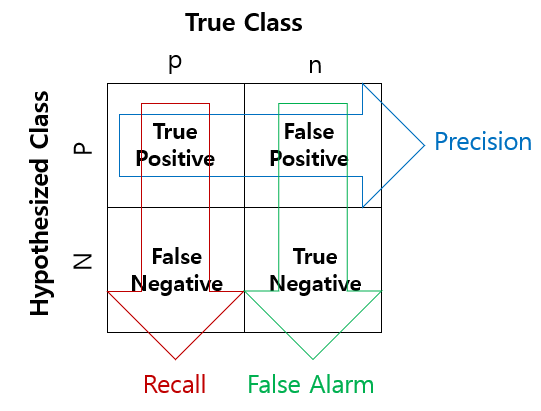 True Class
p
n
Hypothesized Class
P
True
Positive
False
Positive
Precision
N
False
Negative
True
Negative
Recall
False Alarm